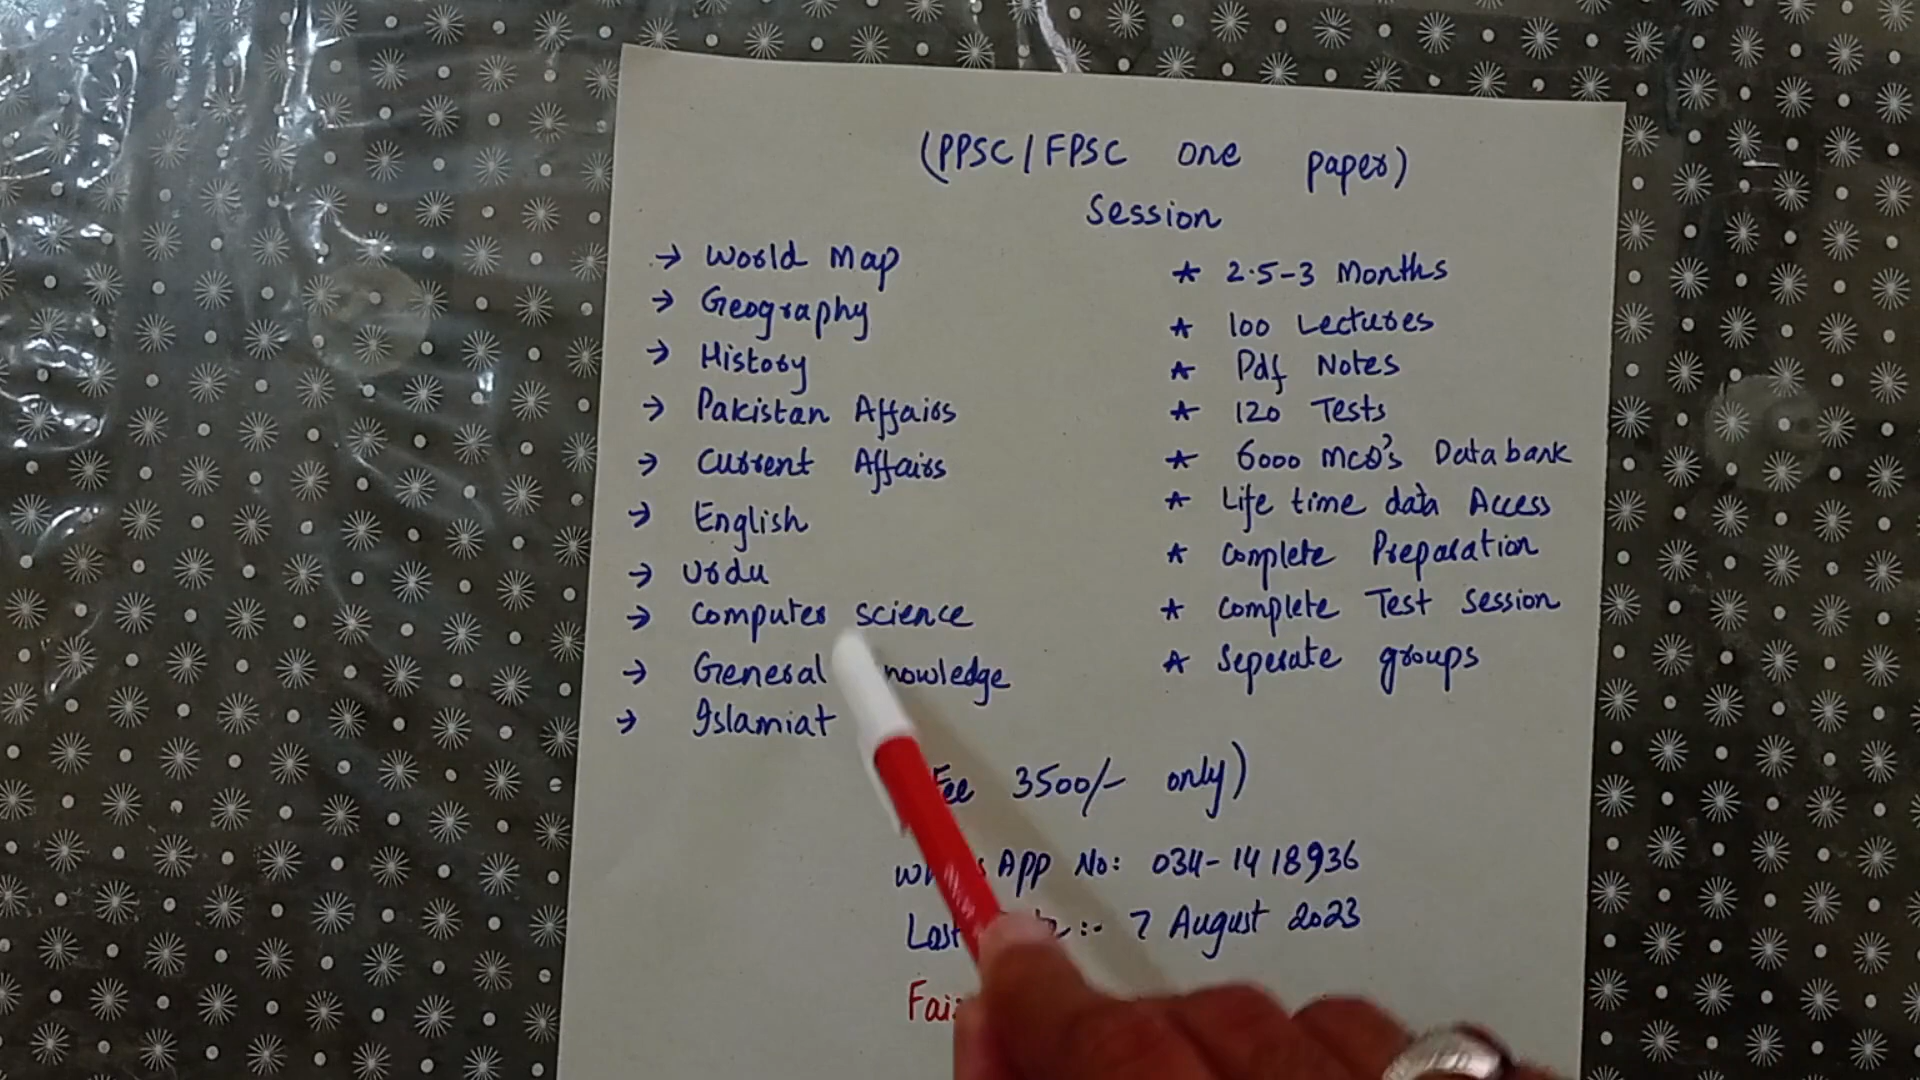 (PPSC/FPSC one paper)
Session
→ World Map
→ Geography
→ History
→ Pakistan Affairs
→ Current Affairs
→ English
→ Urdu
→ Computer science
→ General nowledge
→ Islamiat
★ 2.5-3 Months
★ 100 Lectures
★ Pdf Notes
★ 120 Tests
★ 6000 MCQ's Databank
★ Life time data Access
★ Complete Preparation
★ Complete Test Session
★ Seperate groups
Fee 3500/- only)
App No: 034-1418936
Last :- 7 August 2023